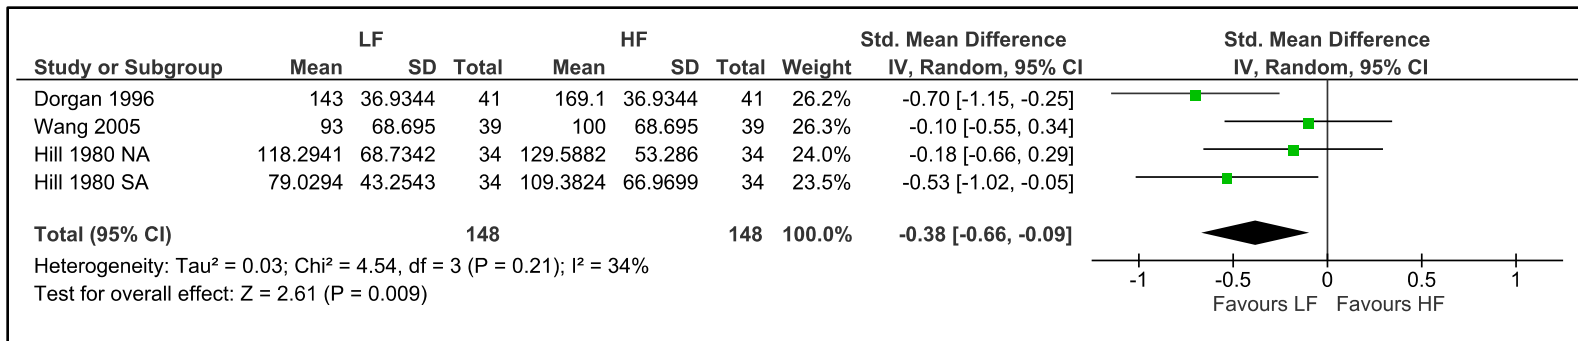 LF HF Std. Mean Difference Std. Mean Difference
Study or Subgroup Mean SD Total Mean SD Total Weight IV, Random, 95% CI IV, Random, 95% CI
Dorgan 1996 143 36.9344 41 169.1 36.9344 41 26.2% -0.70 [-1.15, -0.25]
Wang 2005 93 68.695 39 100 68.695 39 26.3% -0.10 [-0.55, 0.34]
Hill 1980 NA 118.2941 68.7342 34 129.5882 53.286 34 24.0% -0.18 [-0.66, 0.29]
Hill 1980 SA 79.0294 43.2543 34 109.3824 66.9699 34 23.5% -0.53 [-1.02, -0.05]
Total (95% CI) 148 148 100.0% -0.38 [-0.66, -0.09]
Heterogeneity: Tau² = 0.03; Chi² = 4.54, df = 3 (P = 0.21); I² = 34%
Test for overall effect: Z = 2.61 (P = 0.009)
-1 -0.5 0 0.5 1
Favours LF Favours HF